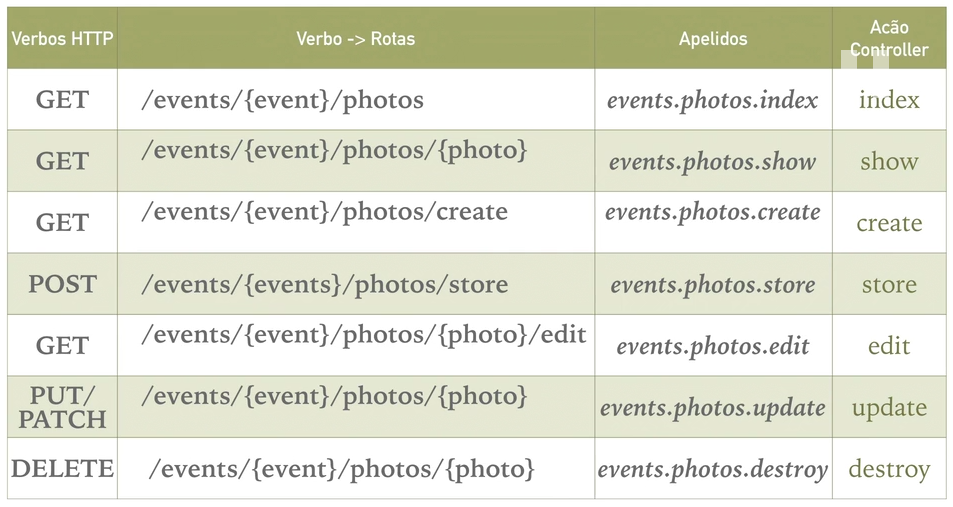 Verbos HTTP Verbo -> Rotas Apelidos Acão Controller
GET /events/{event}/photos events.photos.index index
GET /events/{event}/photos/{photo} events.photos.show show
GET /events/{event}/photos/create events.photos.create create
POST /events/{events}/photos/store events.photos.store store
GET /events/{event}/photos/{photo}/edit events.photos.edit edit
PUT/PATCH /events/{event}/photos/{photo} events.photos.update update
DELETE /events/{event}/photos/{photo} events.photos.destroy destroy